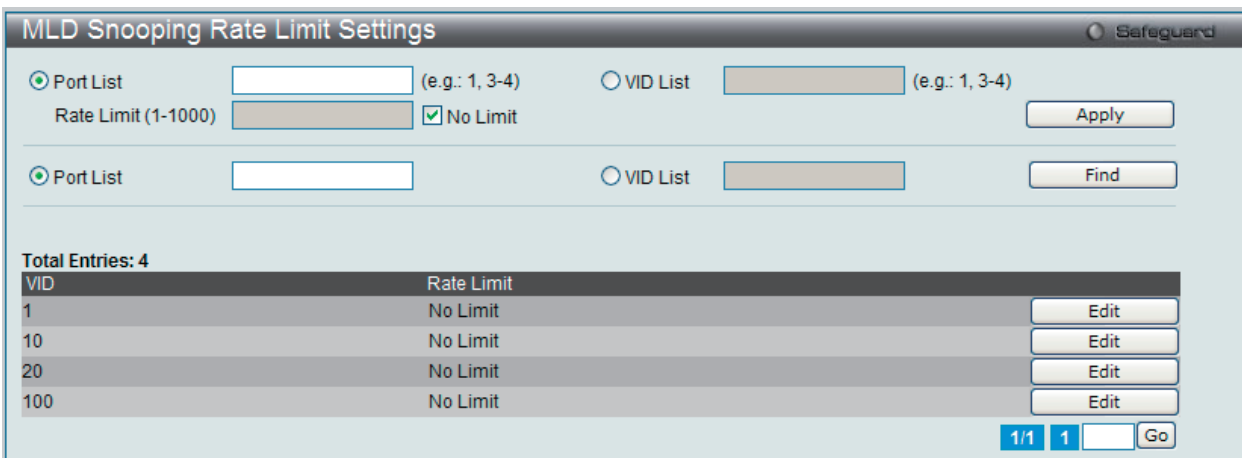 MLD Snooping Rate Limit Settings Safeguard
Port List (e.g.: 1, 3-4) VID List (e.g.: 1, 3-4)
Rate Limit (1-1000) No Limit Apply
Port List VID List Find
Total Entries: 4
VID Rate Limit
1 No Limit Edit
10 No Limit Edit
20 No Limit Edit
100 No Limit Edit
1/1 1 Go